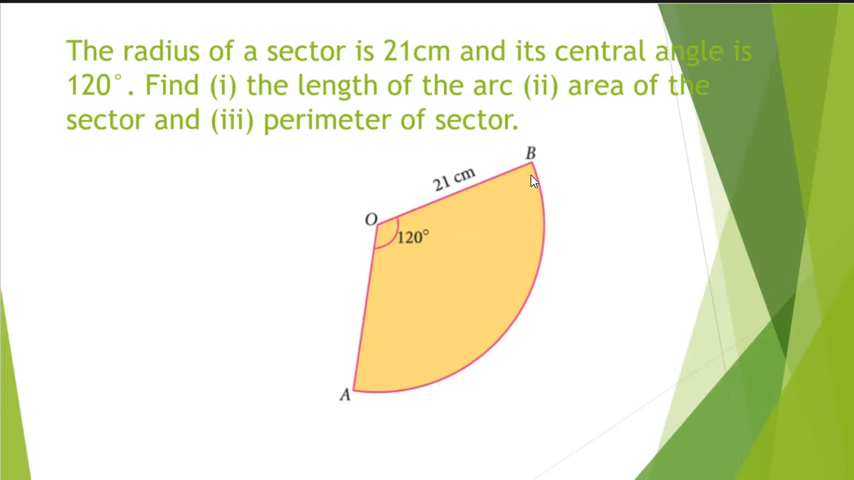 The radius of a sector is 21cm and its central angle is
120°. Find (i) the length of the arc (ii) area of the
sector and (iii) perimeter of sector.
B
21 cm
O
120°
A